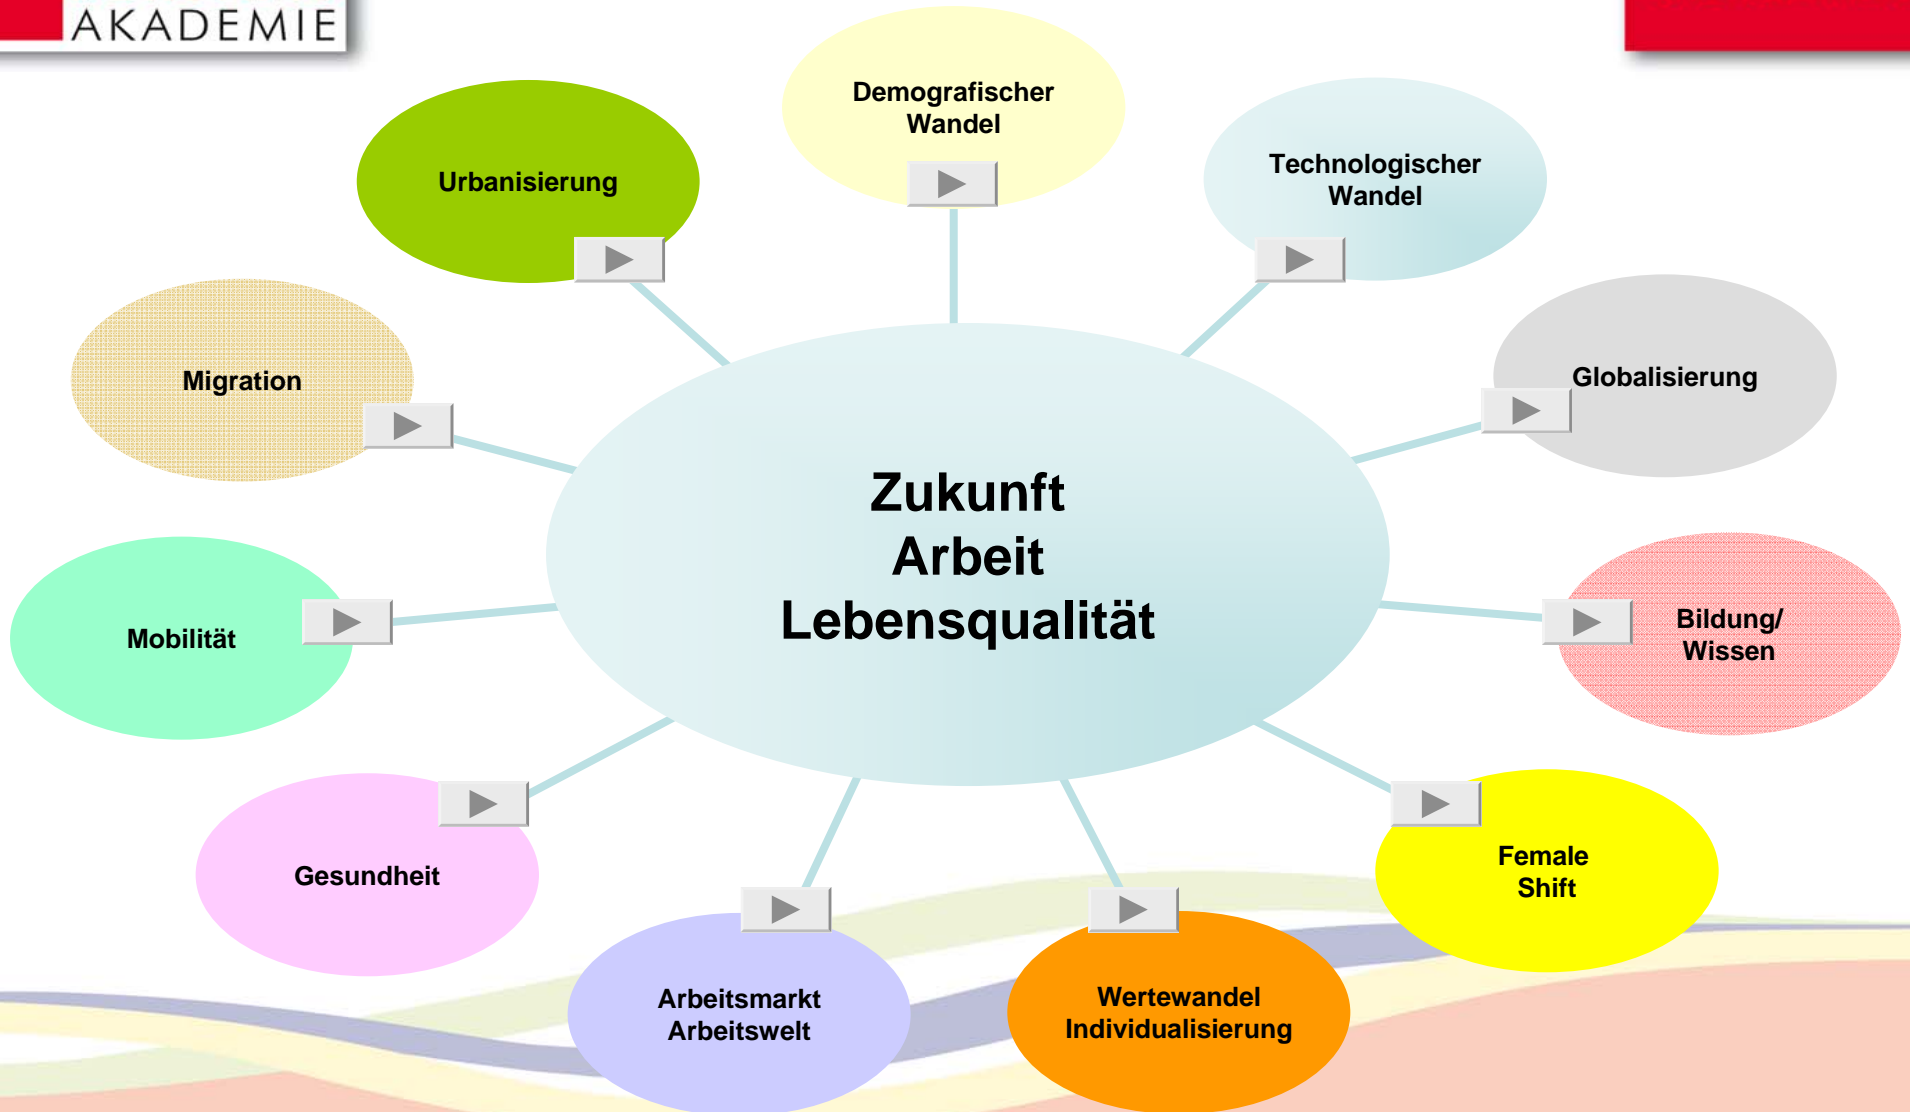 AKADEMIE
Demografischer
Wandel
Technologischer
Wandel
Urbanisierung
Globalisierung
Migration
Zukunft
Arbeit
Lebensqualität
Bildung/
Wissen
Mobilität
Female
Shift
Gesundheit
Arbeitsmarkt
Arbeitswelt
Wertewandel
Individualisierung